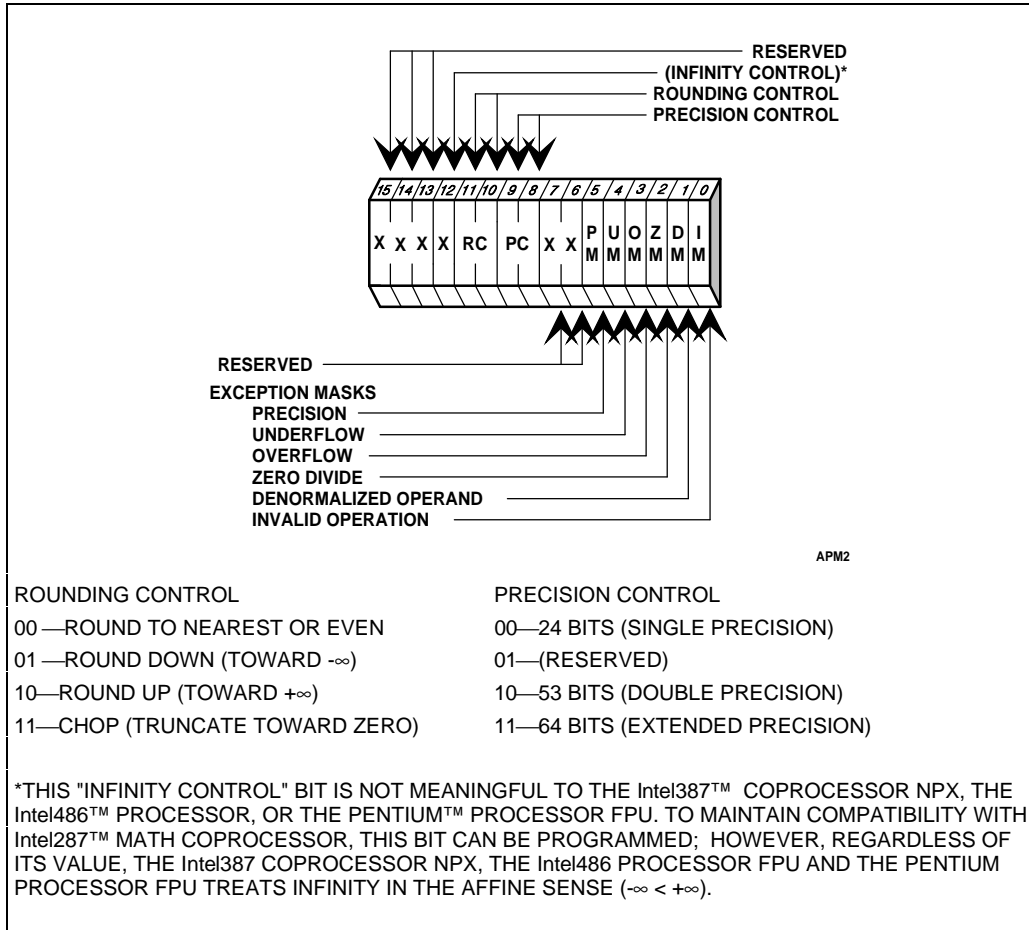 RESERVED
(INFINITY CONTROL)*
ROUNDING CONTROL
PRECISION CONTROL
15 14 13 12 11 10 9 8 7 6 5 4 3 2 1 0
X X X X RC PC X X P M U M O M Z M D M I M
RESERVED
EXCEPTION MASKS
PRECISION
UNDERFLOW
OVERFLOW
ZERO DIVIDE
DENORMALIZED OPERAND
INVALID OPERATION
APM2
ROUNDING CONTROL
00 —ROUND TO NEAREST OR EVEN
01 —ROUND DOWN (TOWARD -∞)
10—ROUND UP (TOWARD +∞)
11—CHOP (TRUNCATE TOWARD ZERO)
PRECISION CONTROL
00—24 BITS (SINGLE PRECISION)
01—(RESERVED)
10—53 BITS (DOUBLE PRECISION)
11—64 BITS (EXTENDED PRECISION)
*THIS "INFINITY CONTROL" BIT IS NOT MEANINGFUL TO THE Intel387™ COPROCESSOR NPX, THE
Intel486™ PROCESSOR, OR THE PENTIUM™ PROCESSOR FPU. TO MAINTAIN COMPATIBILITY WITH
Intel287™ MATH COPROCESSOR, THIS BIT CAN BE PROGRAMMED; HOWEVER, REGARDLESS OF
ITS VALUE, THE Intel387 COPROCESSOR NPX, THE Intel486 PROCESSOR FPU AND THE PENTIUM
PROCESSOR FPU TREATS INFINITY IN THE AFFINE SENSE (-∞ < +∞).